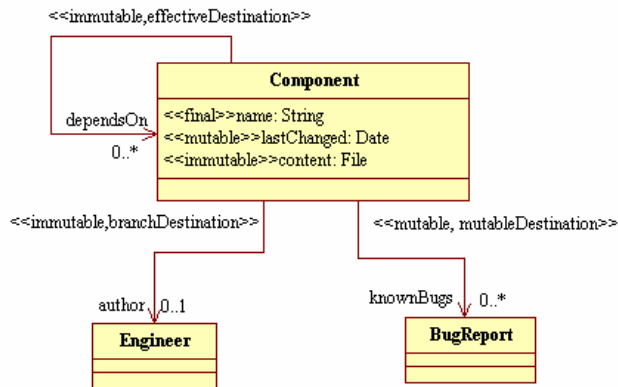 <<immutable,effectiveDestination>>
Component
<<final>>name: String
<<mutable>>lastChanged: Date
<<immutable>>content: File
dependsOn
0..*
<<immutable,branchDestination>>
<<mutable, mutableDestination>>
author
0..1
knownBugs
0..*
Engineer
BugReport